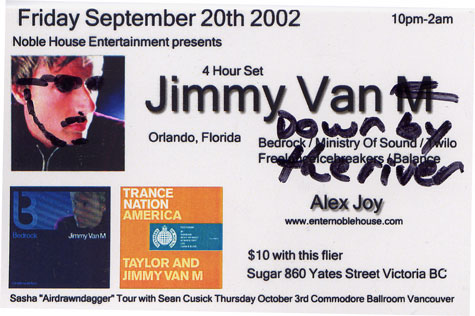 Friday September 20th 2002
10pm-2am
Noble House Entertainment presents
4 Hour Set
Jimmy Van M
Orlando, Florida
Down by
the river
Bedrock / Ministry Of Sound / Twilo
Freelance Icebreakers / Balance
Alex Joy
www.enternoblehouse.com
Bedrock
Jimmy Van M
TRANCE
NATION
AMERICA
TAYLOR AND
JIMMY VAN M
$10 with this flier
Sugar 860 Yates Street Victoria BC
Sasha "Airdrawndagger" Tour with Sean Cusick Thursday October 3rd Commodore Ballroom Vancouver